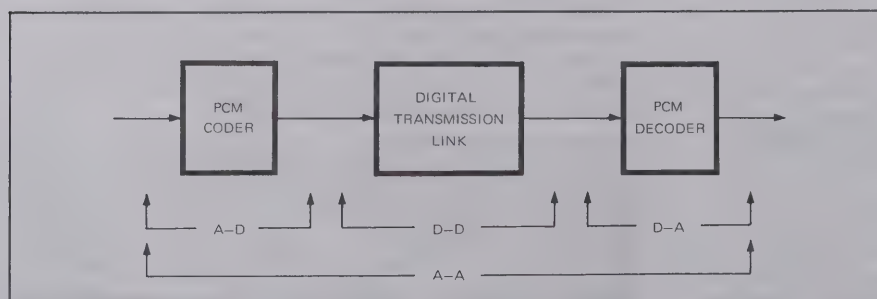 PCM
CODER
DIGITAL
TRANSMISSION
LINK
PCM
DECODER
A–D
D–D
D–A
A–A